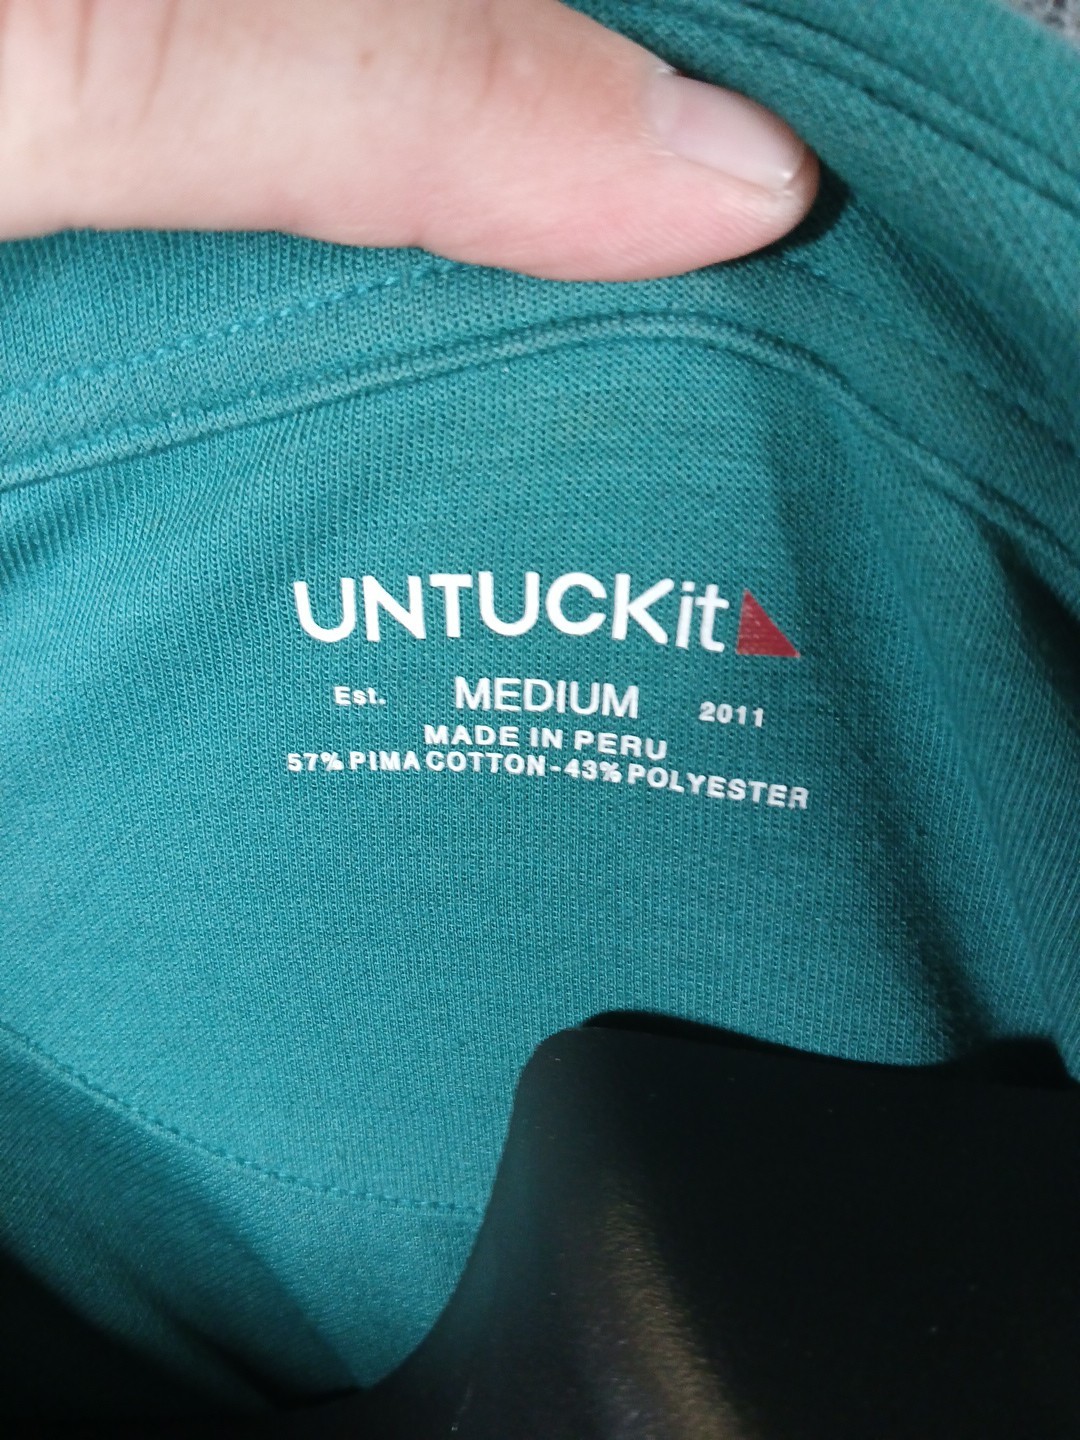 UNTUCKit
Est. MEDIUM 2011
MADE IN PERU
57% PIMA COTTON-43% POLYESTER